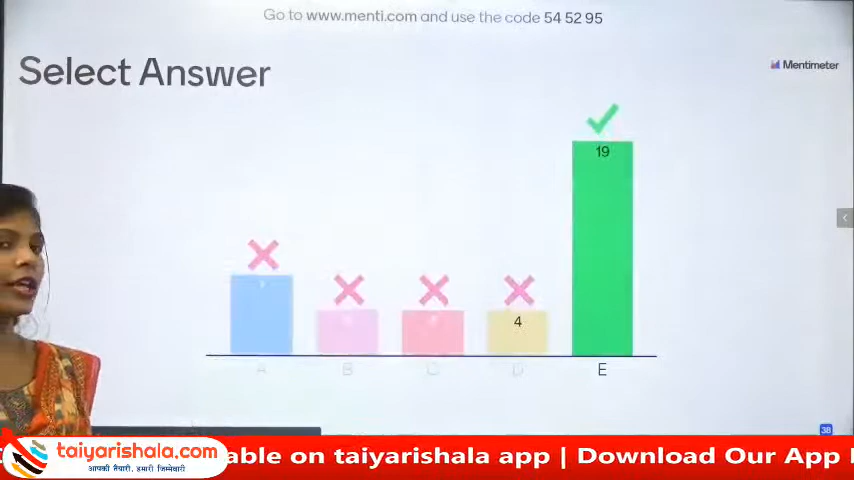 Go to www.menti.com and use the code 54 52 95
Select Answer
Mentimeter
19
4
A B C D E
38
taiyarishala.com
आपकी तैयारी, हमारी जिम्मेवारी
able on taiyarishala app | Download Our App